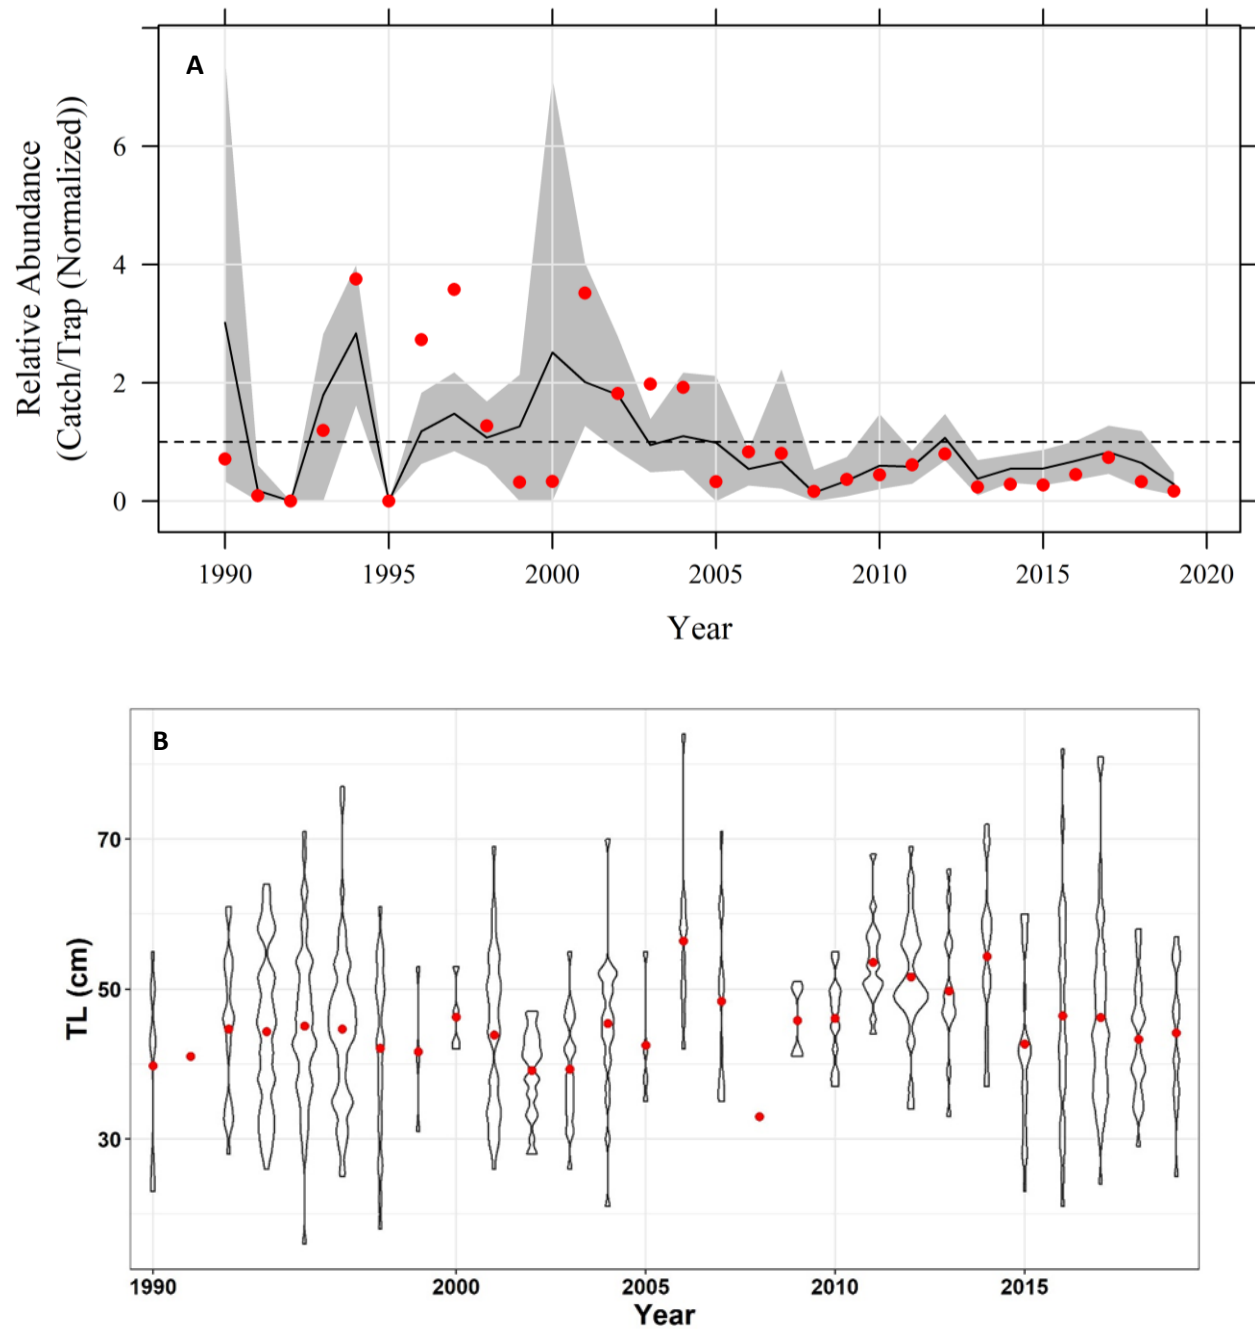 A
Relative Abundance
(Catch/Trap (Normalized))
6
4
2
0
1990 1995 2000 2005 2010 2015 2020
Year
B
TL (cm)
70
50
30
1990 2000 2005 2010 2015
Year